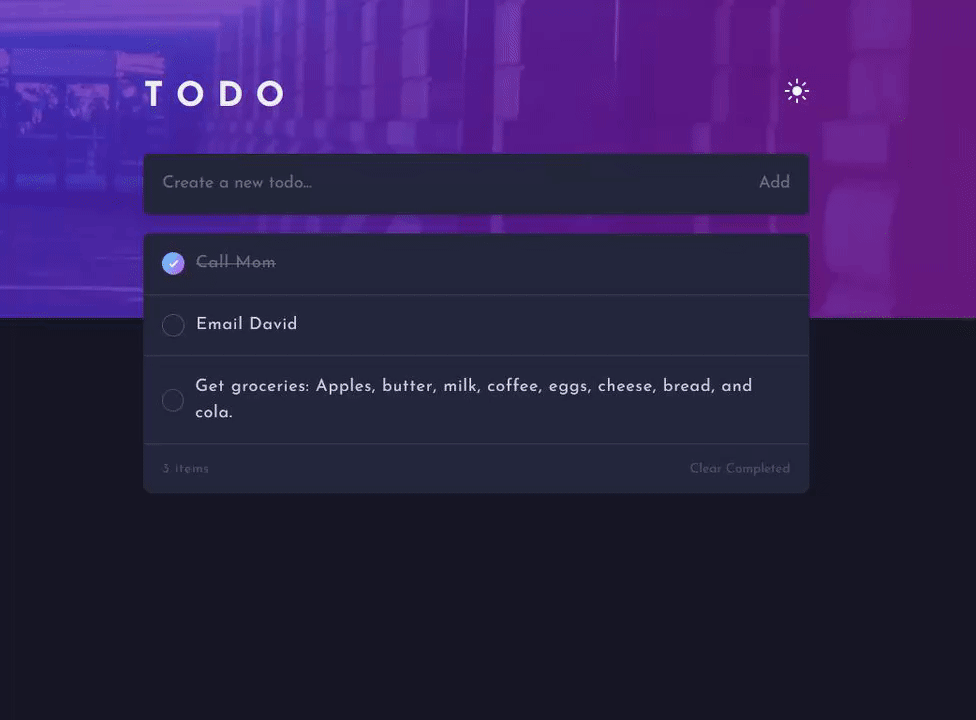 TODO
Create a new todo... Add
Call Mom
Email David
Get groceries: Apples, butter, milk, coffee, eggs, cheese, bread, and
cola.
3 items Clear Completed